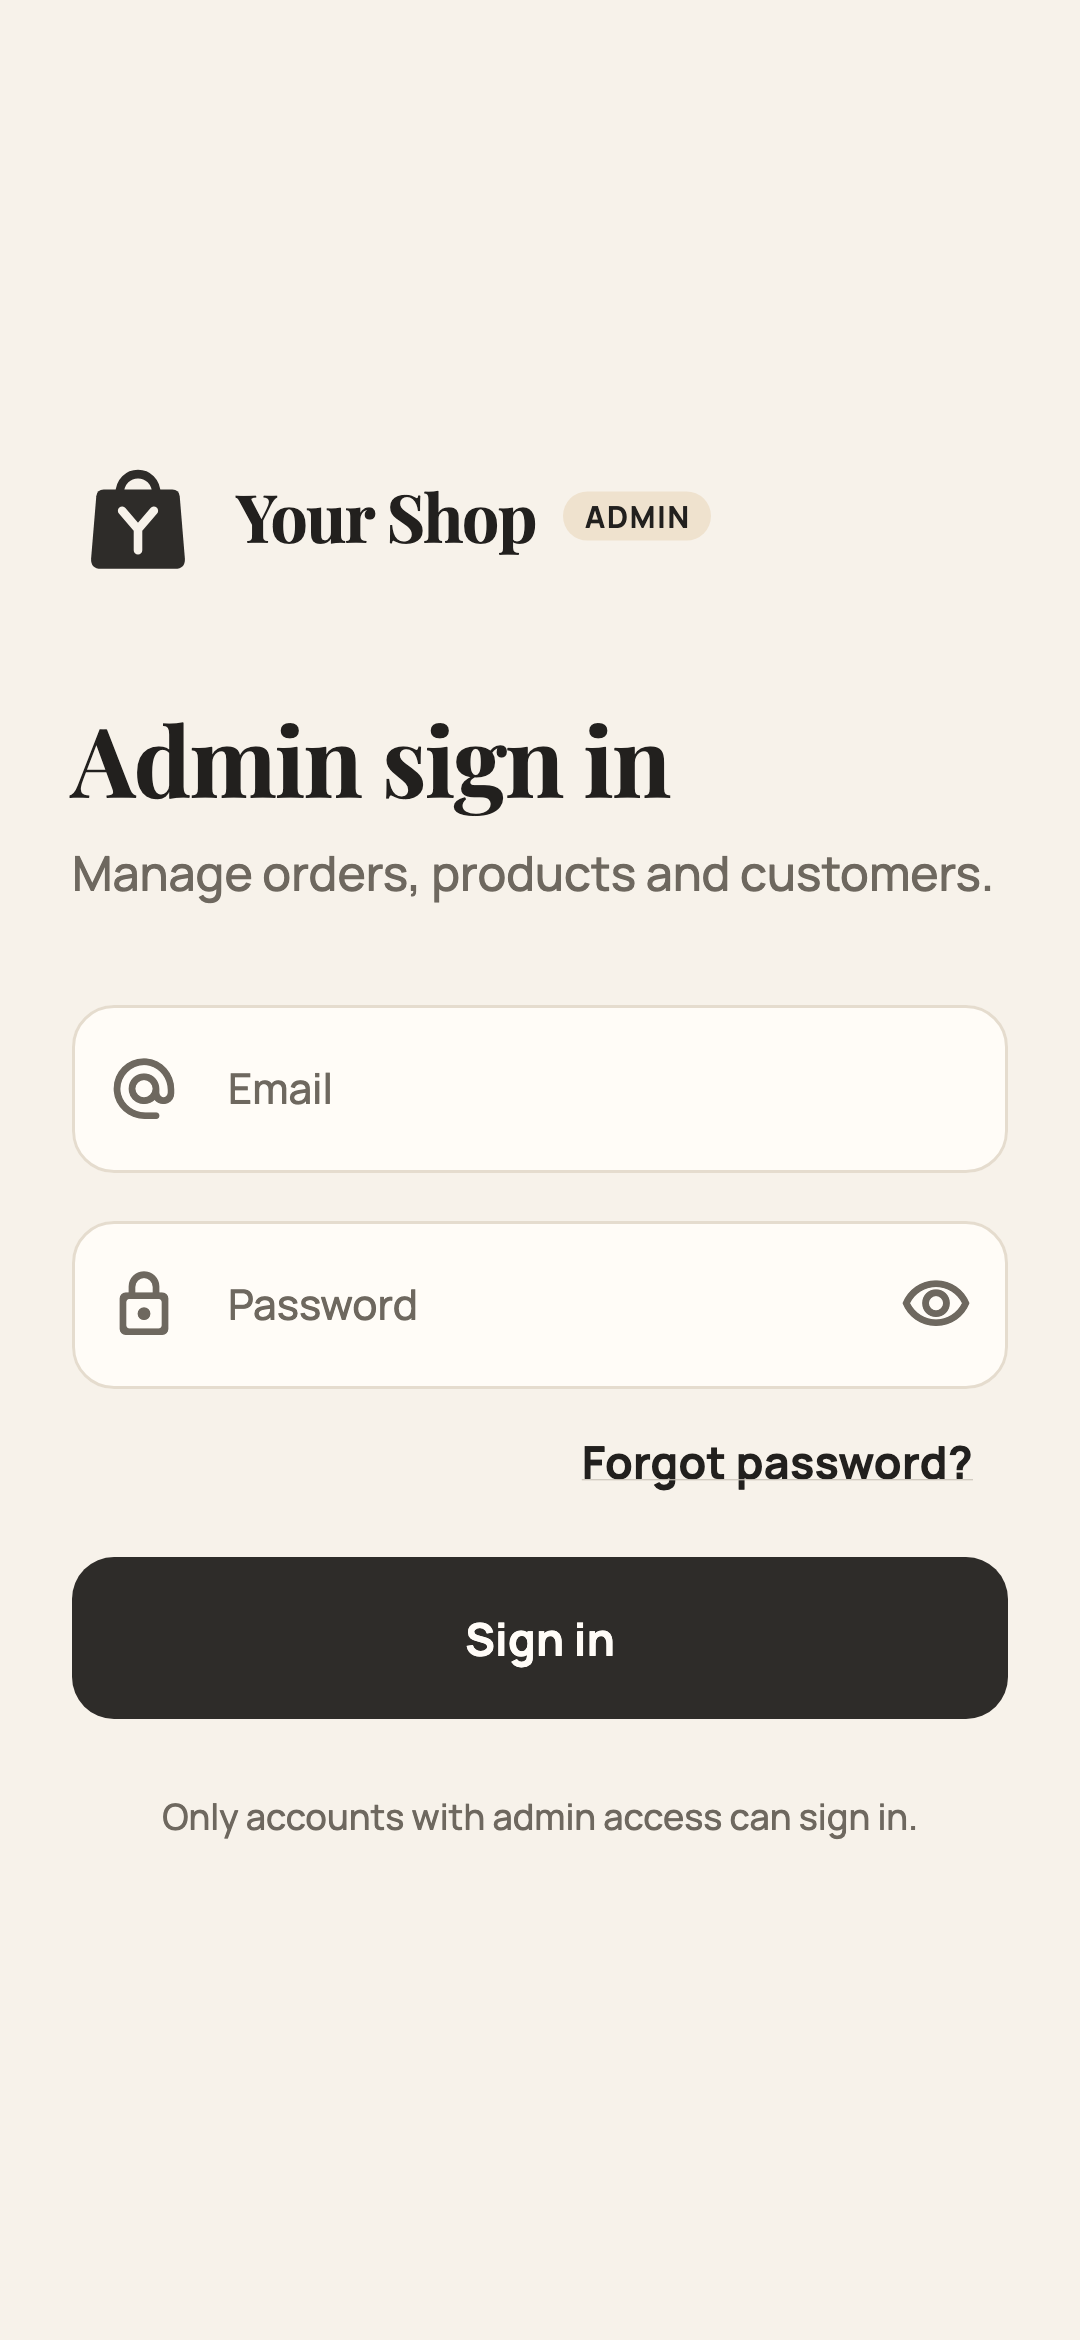 Y
Your Shop ADMIN
Admin sign in
Manage orders, products and customers.
Email
Password
Forgot password?
Sign in
Only accounts with admin access can sign in.